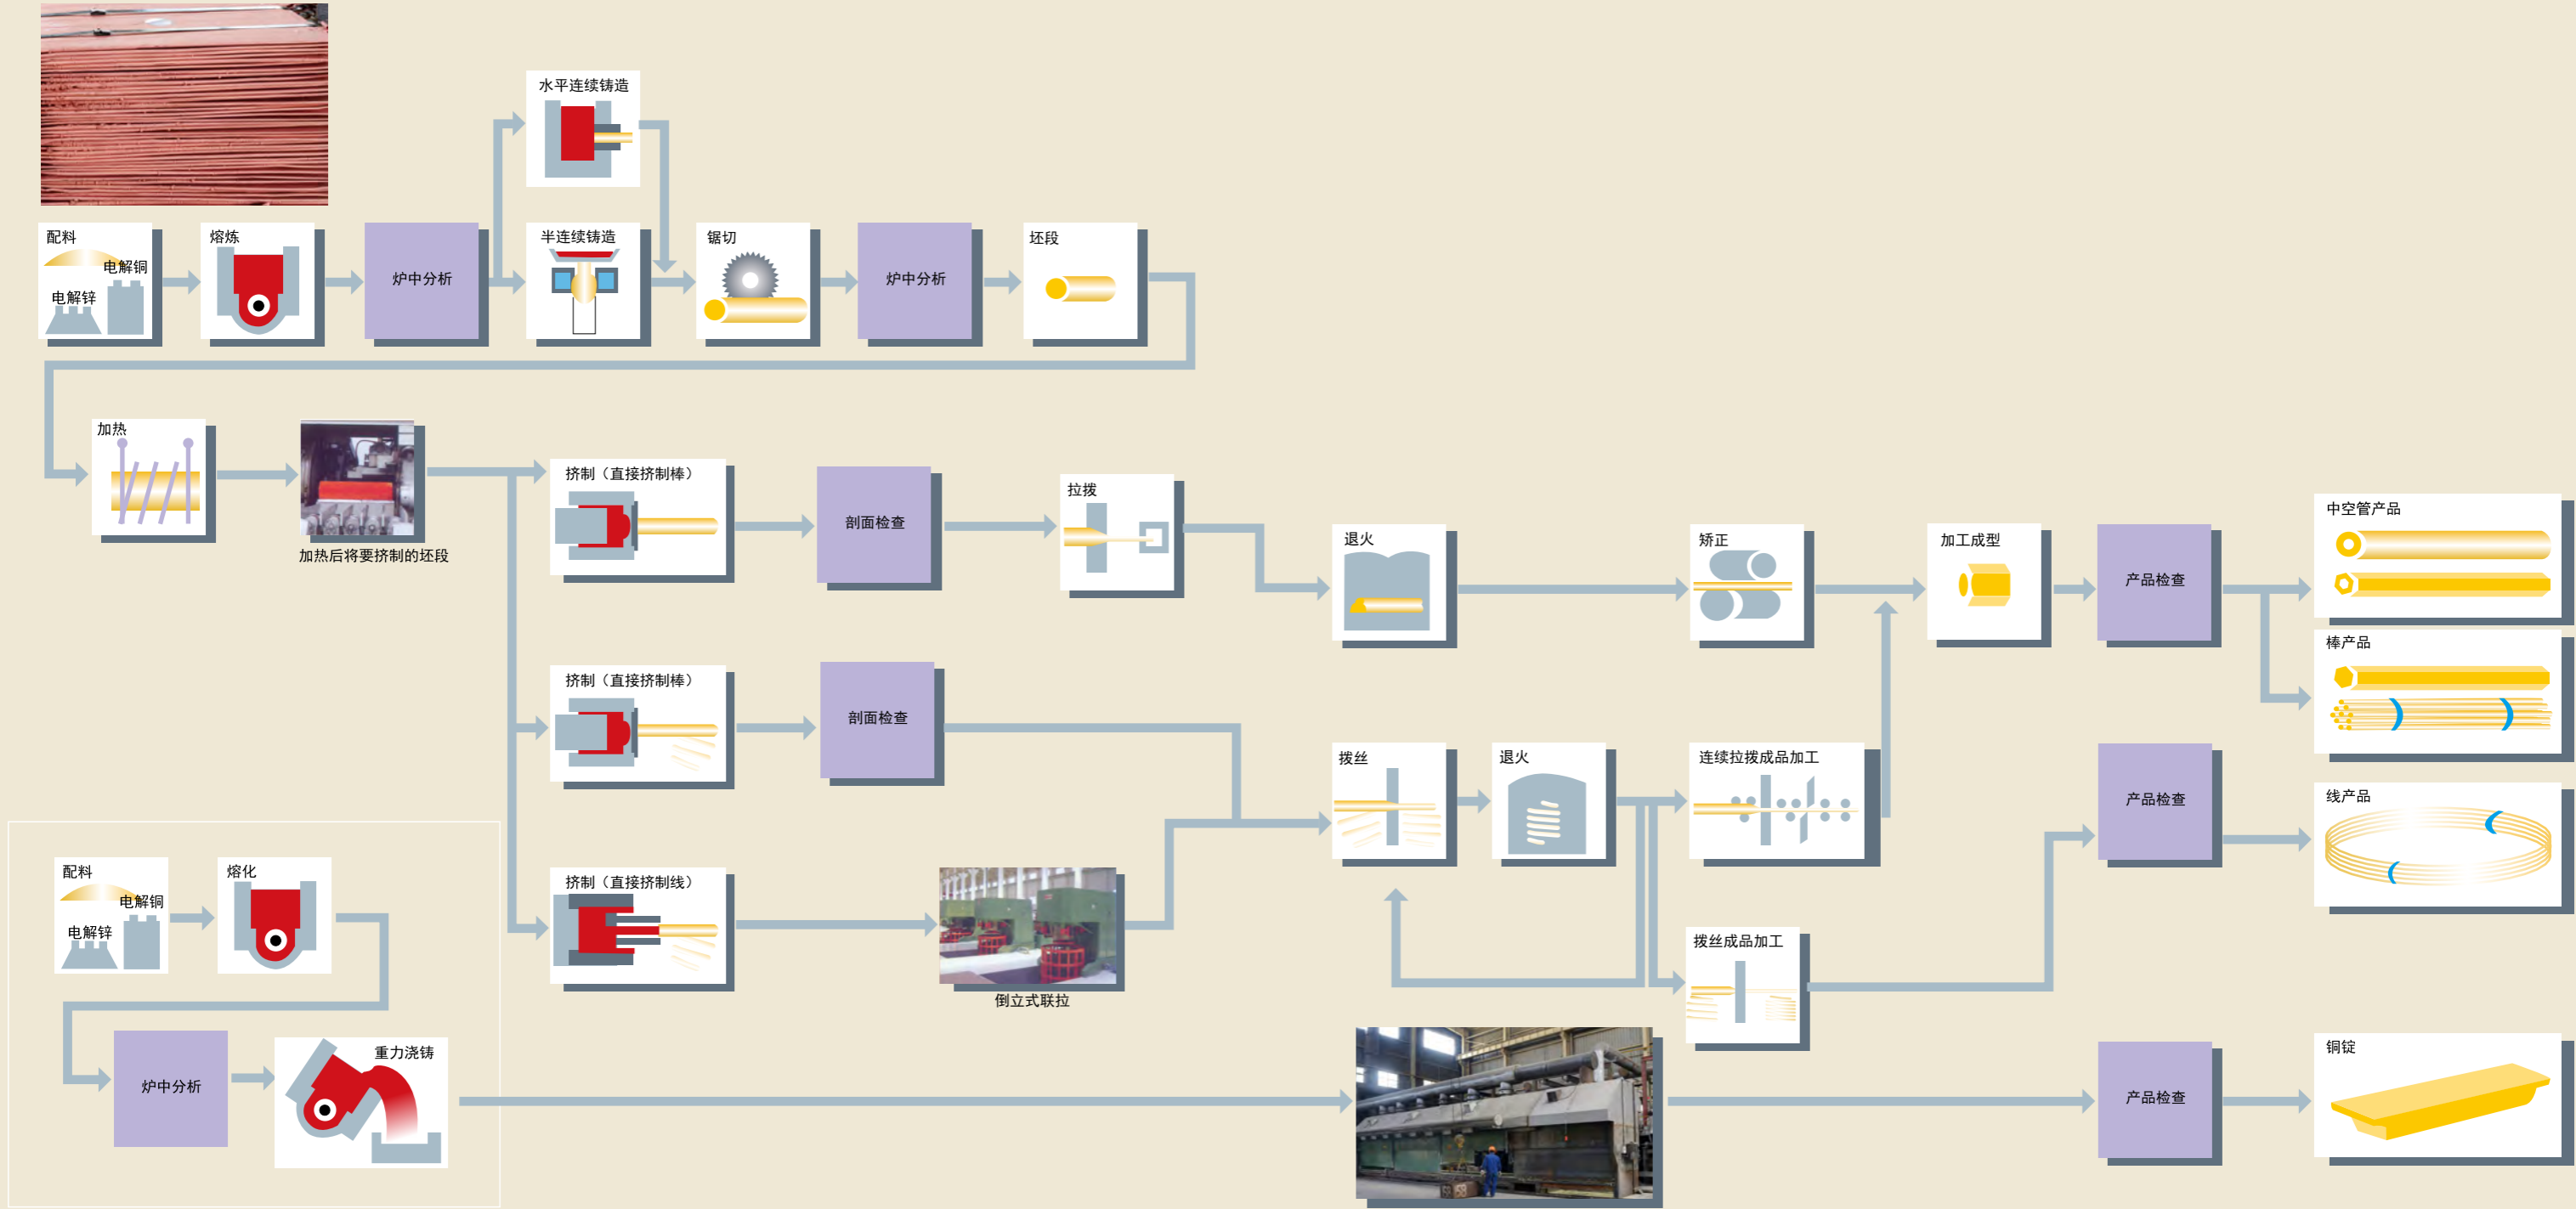 水平连续铸造
配料
电解铜
电解锌
熔炼
炉中分析
半连续铸造
锯切
炉中分析
坯段
加热
加热后将要挤制的坯段
挤制（直接挤制棒）
剖面检查
拉拨
退火
矫正
加工成型
产品检查
中空管产品
棒产品
挤制（直接挤制棒）
剖面检查
拨丝
退火
连续拉拨成品加工
产品检查
线产品
挤制（直接挤制线）
倒立式联拉
拨丝成品加工
配料
电解铜
电解锌
熔化
炉中分析
重力浇铸
产品检查
铜锭